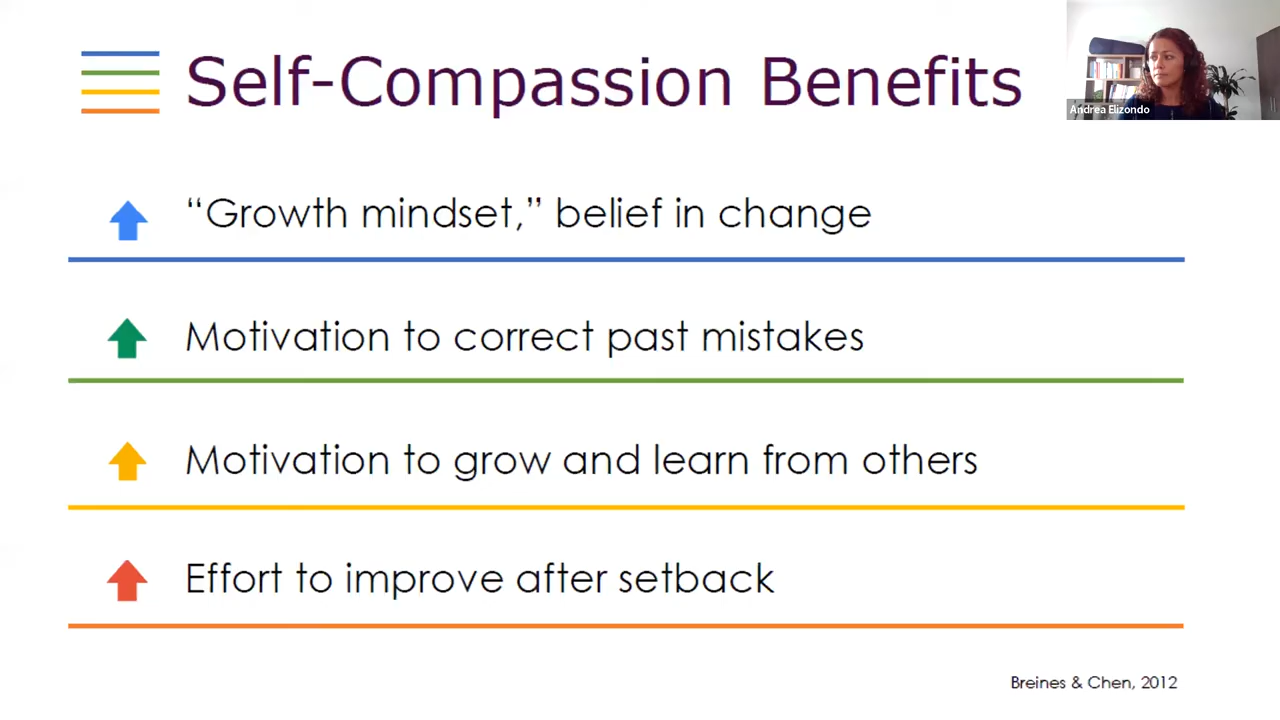 Self-Compassion Benefits
Andrea Elizondo
“Growth mindset,” belief in change
Motivation to correct past mistakes
Motivation to grow and learn from others
Effort to improve after setback
Breines & Chen, 2012